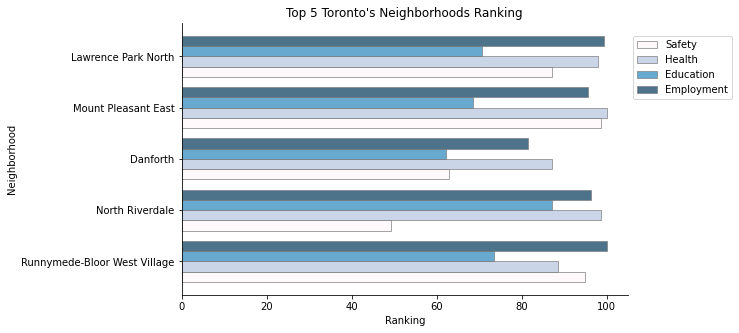 Top 5 Toronto's Neighborhoods Ranking
Safety
Health
Education
Employment
Neighborhood
Lawrence Park North
Mount Pleasant East
Danforth
North Riverdale
Runnymede-Bloor West Village
0 20 40 60 80 100
Ranking